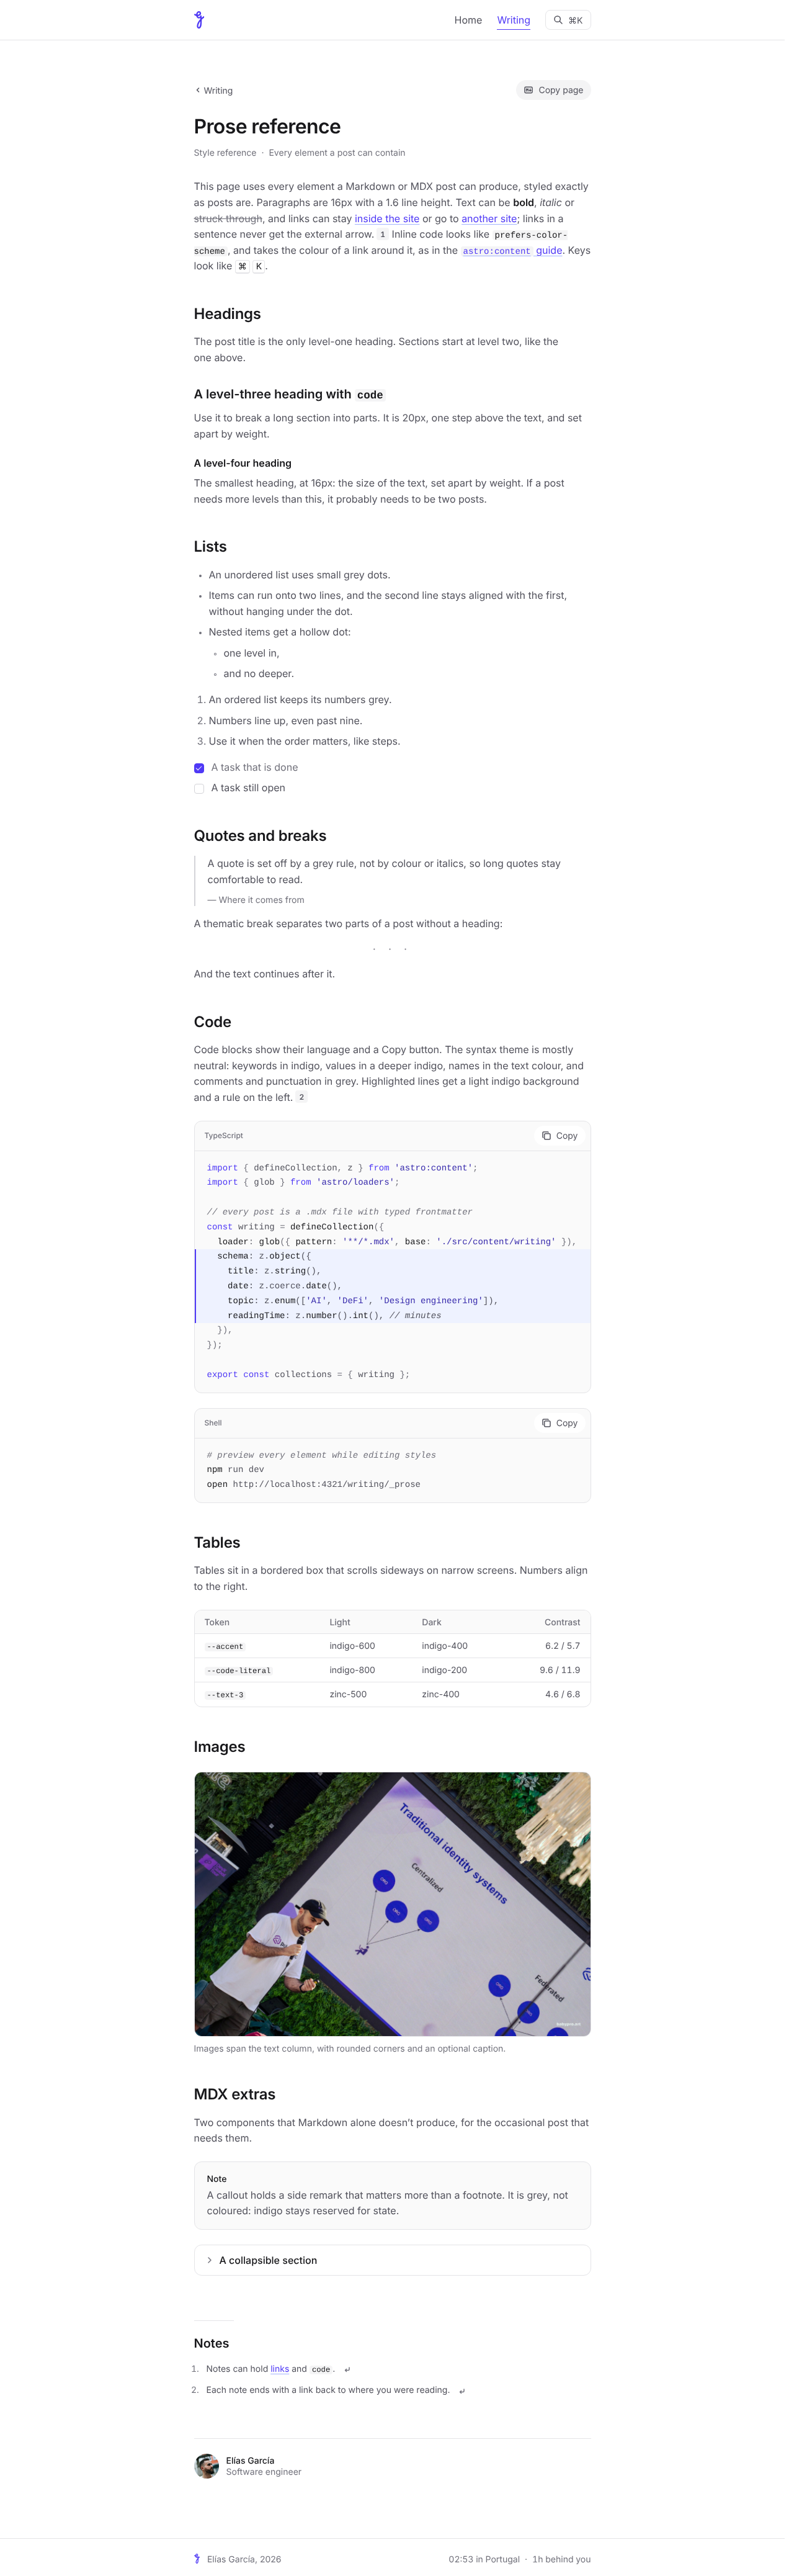 Home Writing ⌘K
Writing
Copy page
Prose reference
Style reference · Every element a post can contain
This page uses every element a Markdown or MDX post can produce, styled exactly
as posts are. Paragraphs are 16px with a 1.6 line height. Text can be bold, italic or
struck through, and links can stay inside the site or go to another site; links in a
sentence never get the external arrow. 1 Inline code looks like prefers-color-
scheme, and takes the colour of a link around it, as in the astro:content guide. Keys
look like ⌘ K.
Headings
The post title is the only level-one heading. Sections start at level two, like the
one above.
A level-three heading with code
Use it to break a long section into parts. It is 20px, one step above the text, and set
apart by weight.
A level-four heading
The smallest heading, at 16px: the size of the text, set apart by weight. If a post
needs more levels than this, it probably needs to be two posts.
Lists
• An unordered list uses small grey dots.
• Items can run onto two lines, and the second line stays aligned with the first,
without hanging under the dot.
• Nested items get a hollow dot:
◦ one level in,
◦ and no deeper.
1. An ordered list keeps its numbers grey.
2. Numbers line up, even past nine.
3. Use it when the order matters, like steps.
A task that is done
A task still open
Quotes and breaks
A quote is set off by a grey rule, not by colour or italics, so long quotes stay
comfortable to read.
— Where it comes from
A thematic break separates two parts of a post without a heading:
· · ·
And the text continues after it.
Code
Code blocks show their language and a Copy button. The syntax theme is mostly
neutral: keywords in indigo, values in a deeper indigo, names in the text colour, and
comments and punctuation in grey. Highlighted lines get a light indigo background
and a rule on the left. 2
TypeScript
Copy
import { defineCollection, z } from 'astro:content';
import { glob } from 'astro/loaders';
// every post is a .mdx file with typed frontmatter
const writing = defineCollection({
loader: glob({ pattern: '**/*.mdx', base: './src/content/writing' }),
schema: z.object({
title: z.string(),
date: z.coerce.date(),
topic: z.enum(['AI', 'DeFi', 'Design engineering']),
readingTime: z.number().int(), // minutes
}),
});
export const collections = { writing };
Shell
Copy
# preview every element while editing styles
npm run dev
open http://localhost:4321/writing/_prose
Tables
Tables sit in a bordered box that scrolls sideways on narrow screens. Numbers align
to the right.
Token Light Dark Contrast
--accent indigo-600 indigo-400 6.2 / 5.7
--code-literal indigo-800 indigo-200 9.6 / 11.9
--text-3 zinc-500 zinc-400 4.6 / 6.8
Images
Traditional identity systems
Centralized
Federated
Images span the text column, with rounded corners and an optional caption.
MDX extras
Two components that Markdown alone doesn’t produce, for the occasional post that
needs them.
Note
A callout holds a side remark that matters more than a footnote. It is grey, not
coloured: indigo stays reserved for state.
A collapsible section
Notes
1. Notes can hold links and code. ↩
2. Each note ends with a link back to where you were reading. ↩
Elías García
Software engineer
Elías García, 2026
02:53 in Portugal · 1h behind you